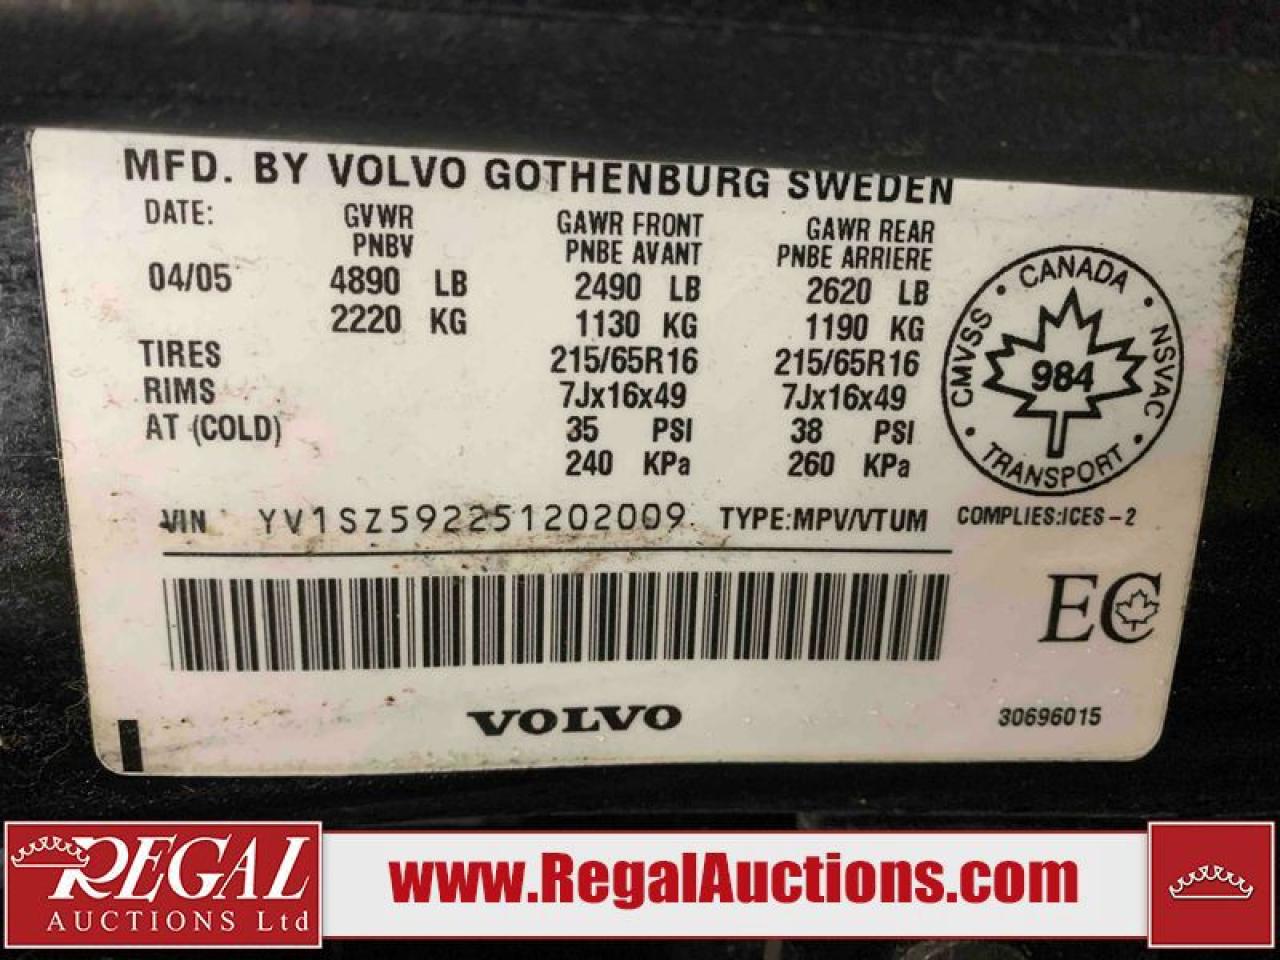 MFD. BY VOLVO GOTHENBURG SWEDEN
DATE: GVWR GAWR FRONT GAWR REAR
PNBV PNBE AVANT PNBE ARRIERE
04/05 4890 LB 2490 LB 2620 LB
2220 KG 1130 KG 1190 KG
TIRES 215/65R16 215/65R16
RIMS 7Jx16x49 7Jx16x49
AT (COLD) 35 PSI 38 PSI
240 KPa 260 KPa
CANADA
CMVSS 984 NSVAC
TRANSPORT
VIN YV1SZ592251202009 TYPE:MPV/VTUM COMPLIES:ICES-2
EC
VOLVO 30696015
REGAL
AUCTIONS Ltd
www.RegalAuctions.com